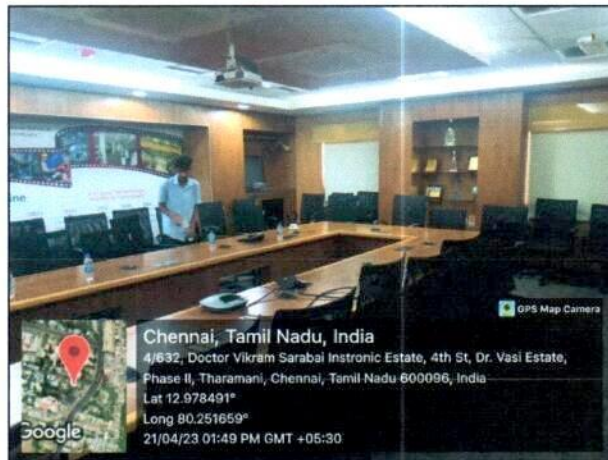 GPS Map Camera
Chennai, Tamil Nadu, India
4/632, Doctor Vikram Sarabai Instronic Estate, 4th St, Dr. Vasi Estate,
Phase II, Tharamani, Chennai, Tamil Nadu 600096, India
Lat 12.978491°
Long 80.251659°
21/04/23 01:49 PM GMT +05:30
Google